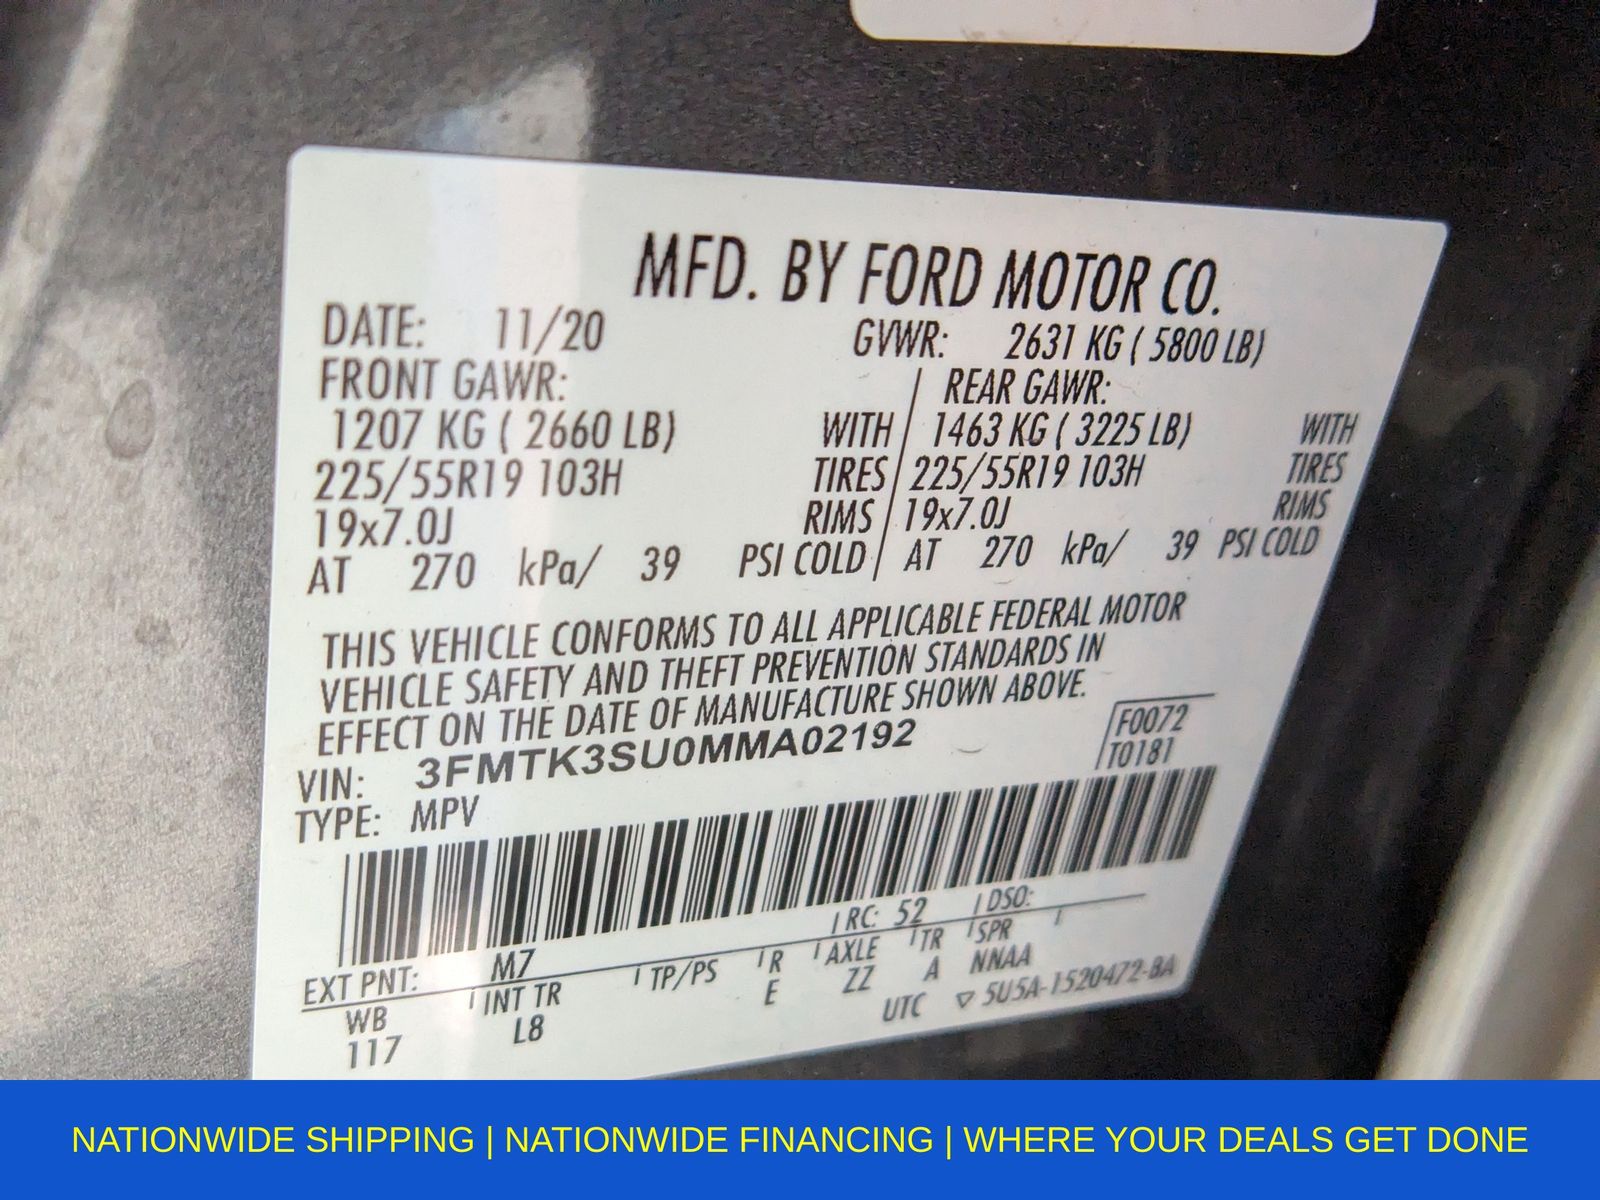 MFD. BY FORD MOTOR CO.
DATE: 11/20 GVWR: 2631 KG ( 5800 LB)
FRONT GAWR: REAR GAWR:
1207 KG ( 2660 LB) WITH 1463 KG ( 3225 LB) WITH
225/55R19 103H TIRES 225/55R19 103H TIRES
19x7.0J RIMS 19x7.0J RIMS
AT 270 kPa/ 39 PSI COLD AT 270 kPa/ 39 PSI COLD
THIS VEHICLE CONFORMS TO ALL APPLICABLE FEDERAL MOTOR
VEHICLE SAFETY AND THEFT PREVENTION STANDARDS IN
EFFECT ON THE DATE OF MANUFACTURE SHOWN ABOVE.
VIN: 3FMTK3SU0MMA02192 F0072
TYPE: MPV T0181
EXT PNT: M7 RC: 52 DSO:
WB INT TR TP/PS R AXLE TR SPR
117 L8 E ZZ A NNAA
UTC ▽ 5U5A-1520472-BA
NATIONWIDE SHIPPING | NATIONWIDE FINANCING | WHERE YOUR DEALS GET DONE